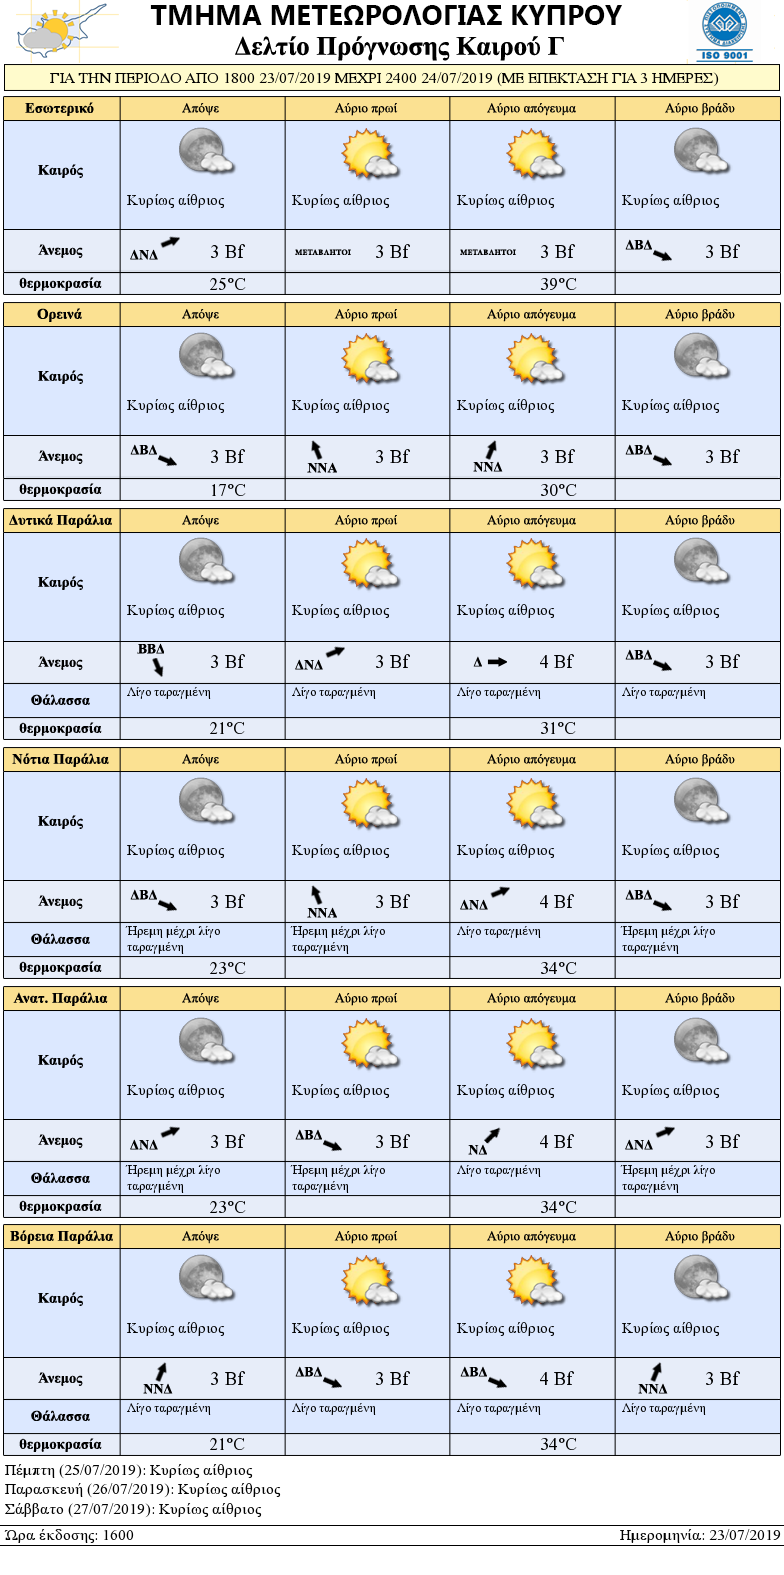 ΤΜΗΜΑ ΜΕΤΕΩΡΟΛΟΓΙΑΣ ΚΥΠΡΟΥ
Δελτίο Πρόγνωσης Καιρού Γ
ISO 9001
ΓΙΑ ΤΗΝ ΠΕΡΙΟΔΟ ΑΠΟ 1800 23/07/2019 ΜΕΧΡΙ 2400 24/07/2019 (ΜΕ ΕΠΕΚΤΑΣΗ ΓΙΑ 3 ΗΜΕΡΕΣ)
Εσωτερικό Απόψε Αύριο πρωί Αύριο απόγευμα Αύριο βράδυ
Καιρός
Κυρίως αίθριος Κυρίως αίθριος Κυρίως αίθριος Κυρίως αίθριος
Άνεμος ΔΝΔ 3 Bf ΜΕΤΑΒΛΗΤΟΙ 3 Bf ΜΕΤΑΒΛΗΤΟΙ 3 Bf ΔΒΔ 3 Bf
θερμοκρασία 25°C 39°C
Ορεινά Απόψε Αύριο πρωί Αύριο απόγευμα Αύριο βράδυ
Καιρός
Κυρίως αίθριος Κυρίως αίθριος Κυρίως αίθριος Κυρίως αίθριος
Άνεμος ΔΒΔ 3 Bf ΝΝΑ 3 Bf ΝΝΔ 3 Bf ΔΒΔ 3 Bf
θερμοκρασία 17°C 30°C
Δυτικά Παράλια Απόψε Αύριο πρωί Αύριο απόγευμα Αύριο βράδυ
Καιρός
Κυρίως αίθριος Κυρίως αίθριος Κυρίως αίθριος Κυρίως αίθριος
Άνεμος ΒΒΔ 3 Bf ΔΝΔ 3 Bf Δ 4 Bf ΔΒΔ 3 Bf
Θάλασσα Λίγο ταραγμένη Λίγο ταραγμένη Λίγο ταραγμένη Λίγο ταραγμένη
θερμοκρασία 21°C 31°C
Νότια Παράλια Απόψε Αύριο πρωί Αύριο απόγευμα Αύριο βράδυ
Καιρός
Κυρίως αίθριος Κυρίως αίθριος Κυρίως αίθριος Κυρίως αίθριος
Άνεμος ΔΒΔ 3 Bf ΝΝΑ 3 Bf ΔΝΔ 4 Bf ΔΒΔ 3 Bf
Θάλασσα Ήρεμη μέχρι λίγο Ήρεμη μέχρι λίγο Λίγο ταραγμένη Ήρεμη μέχρι λίγο
ταραγμένη ταραγμένη ταραγμένη
θερμοκρασία 23°C 34°C
Ανατ. Παράλια Απόψε Αύριο πρωί Αύριο απόγευμα Αύριο βράδυ
Καιρός
Κυρίως αίθριος Κυρίως αίθριος Κυρίως αίθριος Κυρίως αίθριος
Άνεμος ΔΝΔ 3 Bf ΔΒΔ 3 Bf ΝΔ 4 Bf ΔΝΔ 3 Bf
Θάλασσα Ήρεμη μέχρι λίγο Ήρεμη μέχρι λίγο Λίγο ταραγμένη Ήρεμη μέχρι λίγο
ταραγμένη ταραγμένη ταραγμένη
θερμοκρασία 23°C 34°C
Βόρεια Παράλια Απόψε Αύριο πρωί Αύριο απόγευμα Αύριο βράδυ
Καιρός
Κυρίως αίθριος Κυρίως αίθριος Κυρίως αίθριος Κυρίως αίθριος
Άνεμος ΝΝΔ 3 Bf ΔΒΔ 3 Bf ΔΒΔ 4 Bf ΝΝΔ 3 Bf
Θάλασσα Λίγο ταραγμένη Λίγο ταραγμένη Λίγο ταραγμένη Λίγο ταραγμένη
θερμοκρασία 21°C 34°C
Πέμπτη (25/07/2019): Κυρίως αίθριος
Παρασκευή (26/07/2019): Κυρίως αίθριος
Σάββατο (27/07/2019): Κυρίως αίθριος
Ώρα έκδοσης: 1600 Ημερομηνία: 23/07/2019